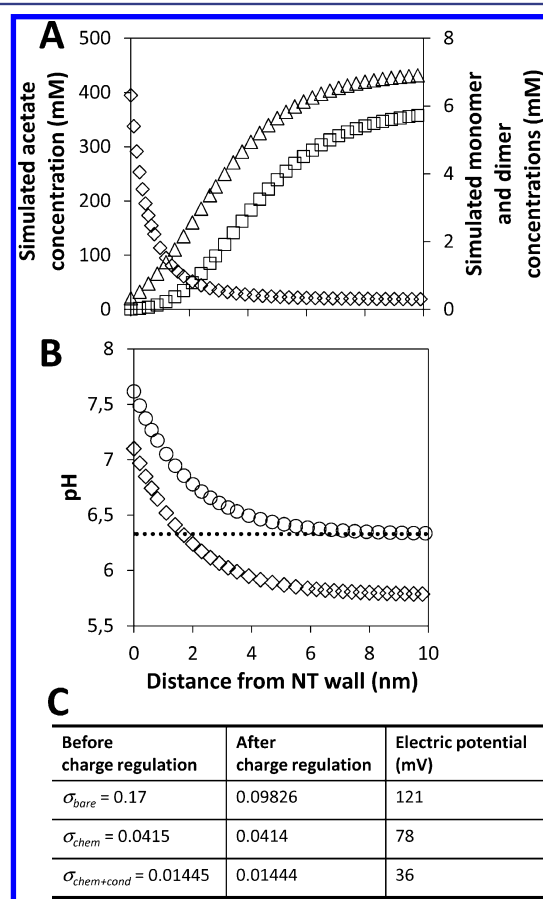 A
Simulated acetate
concentration (mM)
500
400
300
200
100
0
8
6
4
2
0
Simulated monomer
and dimer
concentrations (mM)
B
pH
8
7,5
7
6,5
6
5,5
0 2 4 6 8 10
Distance from NT wall (nm)
C
Before charge regulation After charge regulation Electric potential (mV)
σbare = 0.17 0.09826 121
σchem = 0.0415 0.0414 78
σchem+cond = 0.01445 0.01444 36